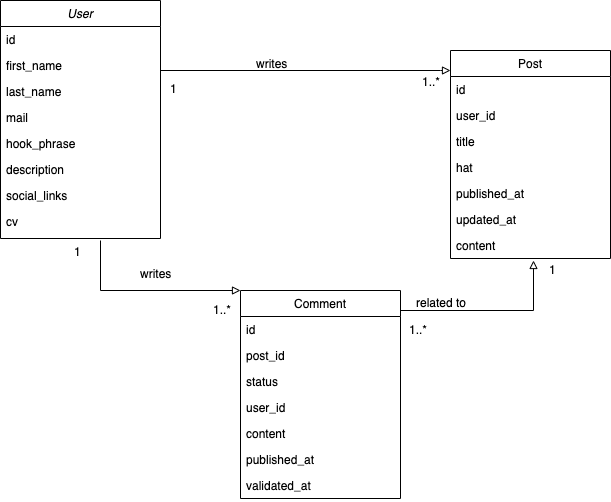 User
id
first_name
last_name
mail
hook_phrase
description
social_links
cv
writes
1
1..*
Post
id
user_id
title
hat
published_at
updated_at
content
1
writes
1..*
Comment
id
post_id
status
user_id
content
published_at
validated_at
related to
1..*
1